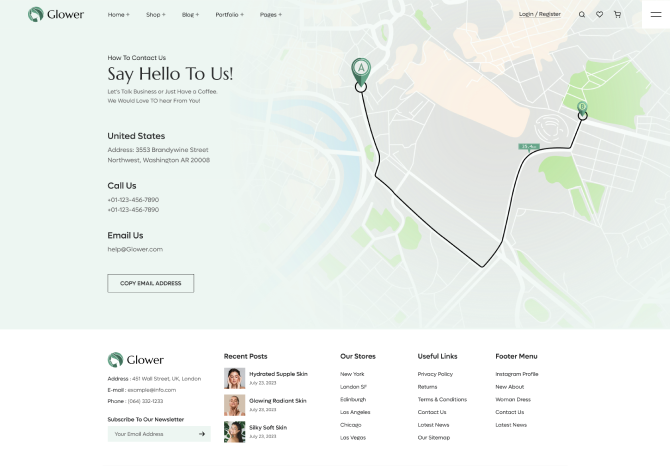 Glower
Home +
Shop +
Blog +
Portfolio +
Pages +
Login / Register
How To Contact Us
Say Hello To Us!
Let's Talk Business or Just Have a Coffee.
We Would Love TO hear From You!
United States
Address: 3553 Brandywine Street
Northwest, Washington AR 20008
Call Us
+01-123-456-7890
+01-123-456-7890
Email Us
help@Glower.com
COPY EMAIL ADDRESS
A
B
Glower
Address : 451 Wall Street, UK, London
E-mail : example@info.com
Phone : (064) 332-1233
Subscribe To Our Newsletter
Your Email Address
Recent Posts
Hydrated Supple Skin
July 23, 2023
Glowing Radiant Skin
July 23, 2023
Silky Soft Skin
July 23, 2023
Our Stores
New York
London SF
Edinburgh
Los Angeles
Chicago
Las Vegas
Useful Links
Privacy Policy
Returns
Terms & Conditions
Contact Us
Latest News
Our Sitemap
Footer Menu
Instagram Profile
New About
Woman Dress
Contact Us
Latest News